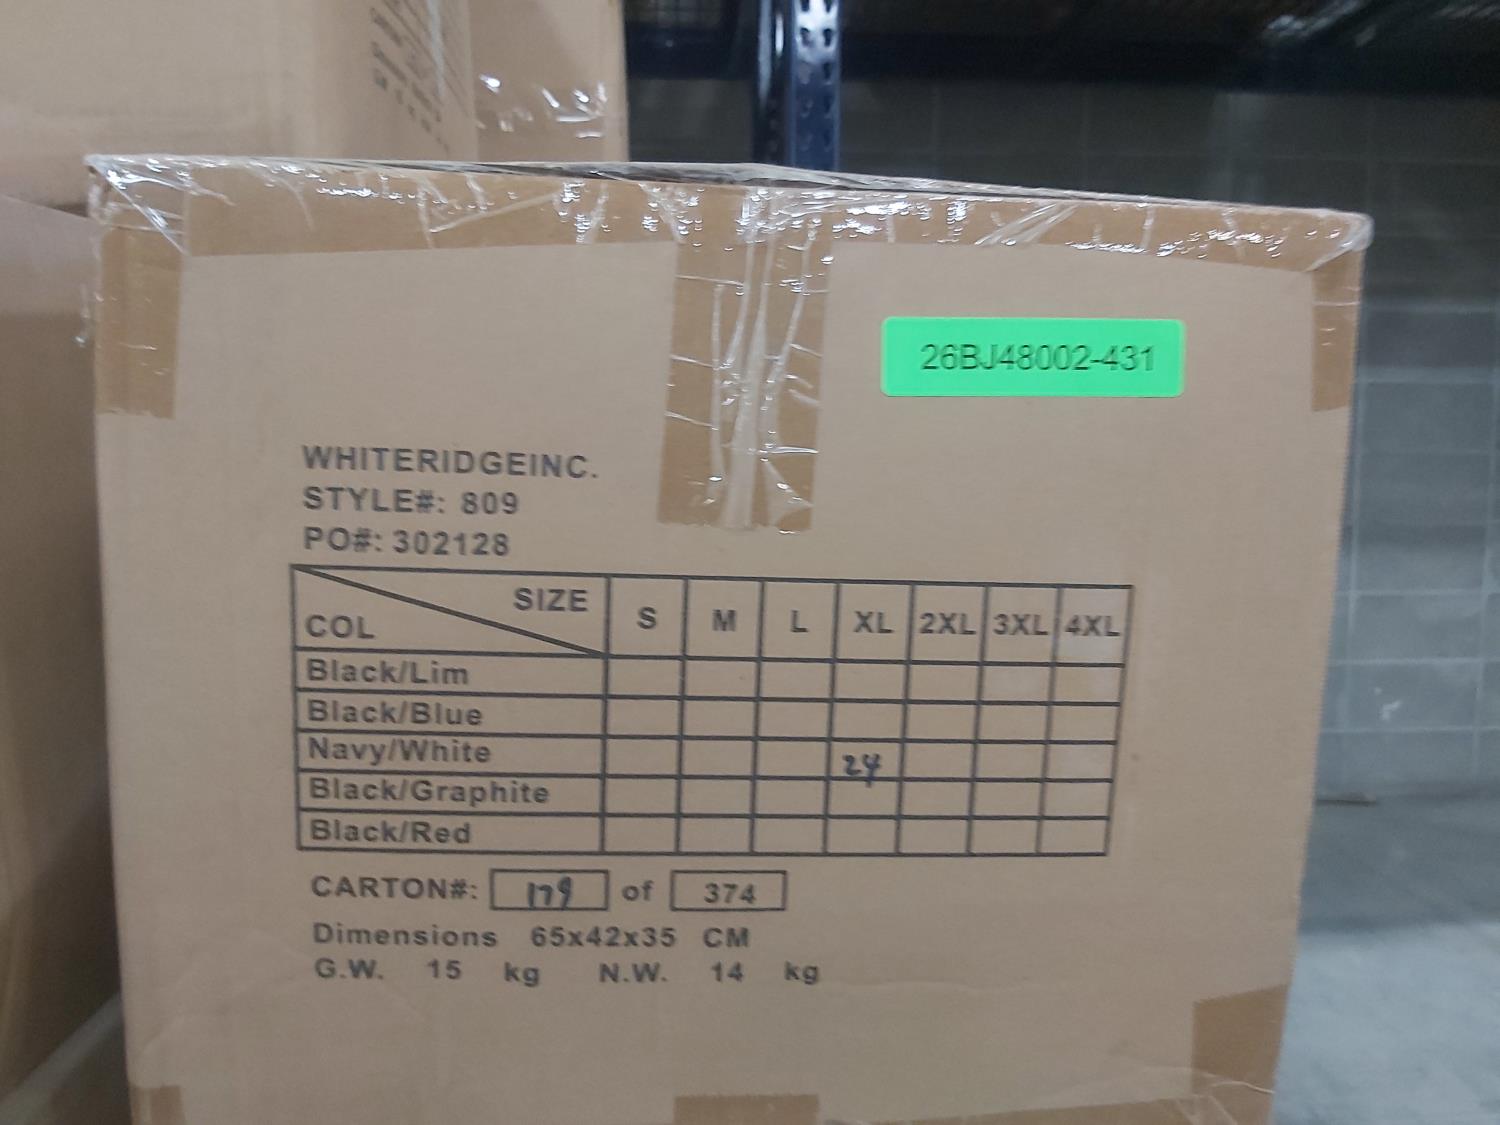 26BJ48002-431
WHITERIDGEINC.
STYLE#: 809
PO#: 302128
SIZE
COL
S M L XL 2XL 3XL 4XL
Black/Lim
Black/Blue
Navy/White 24
Black/Graphite
Black/Red
CARTON#: 179 of 374
Dimensions 65x42x35 CM
G.W. 15 kg N.W. 14 kg